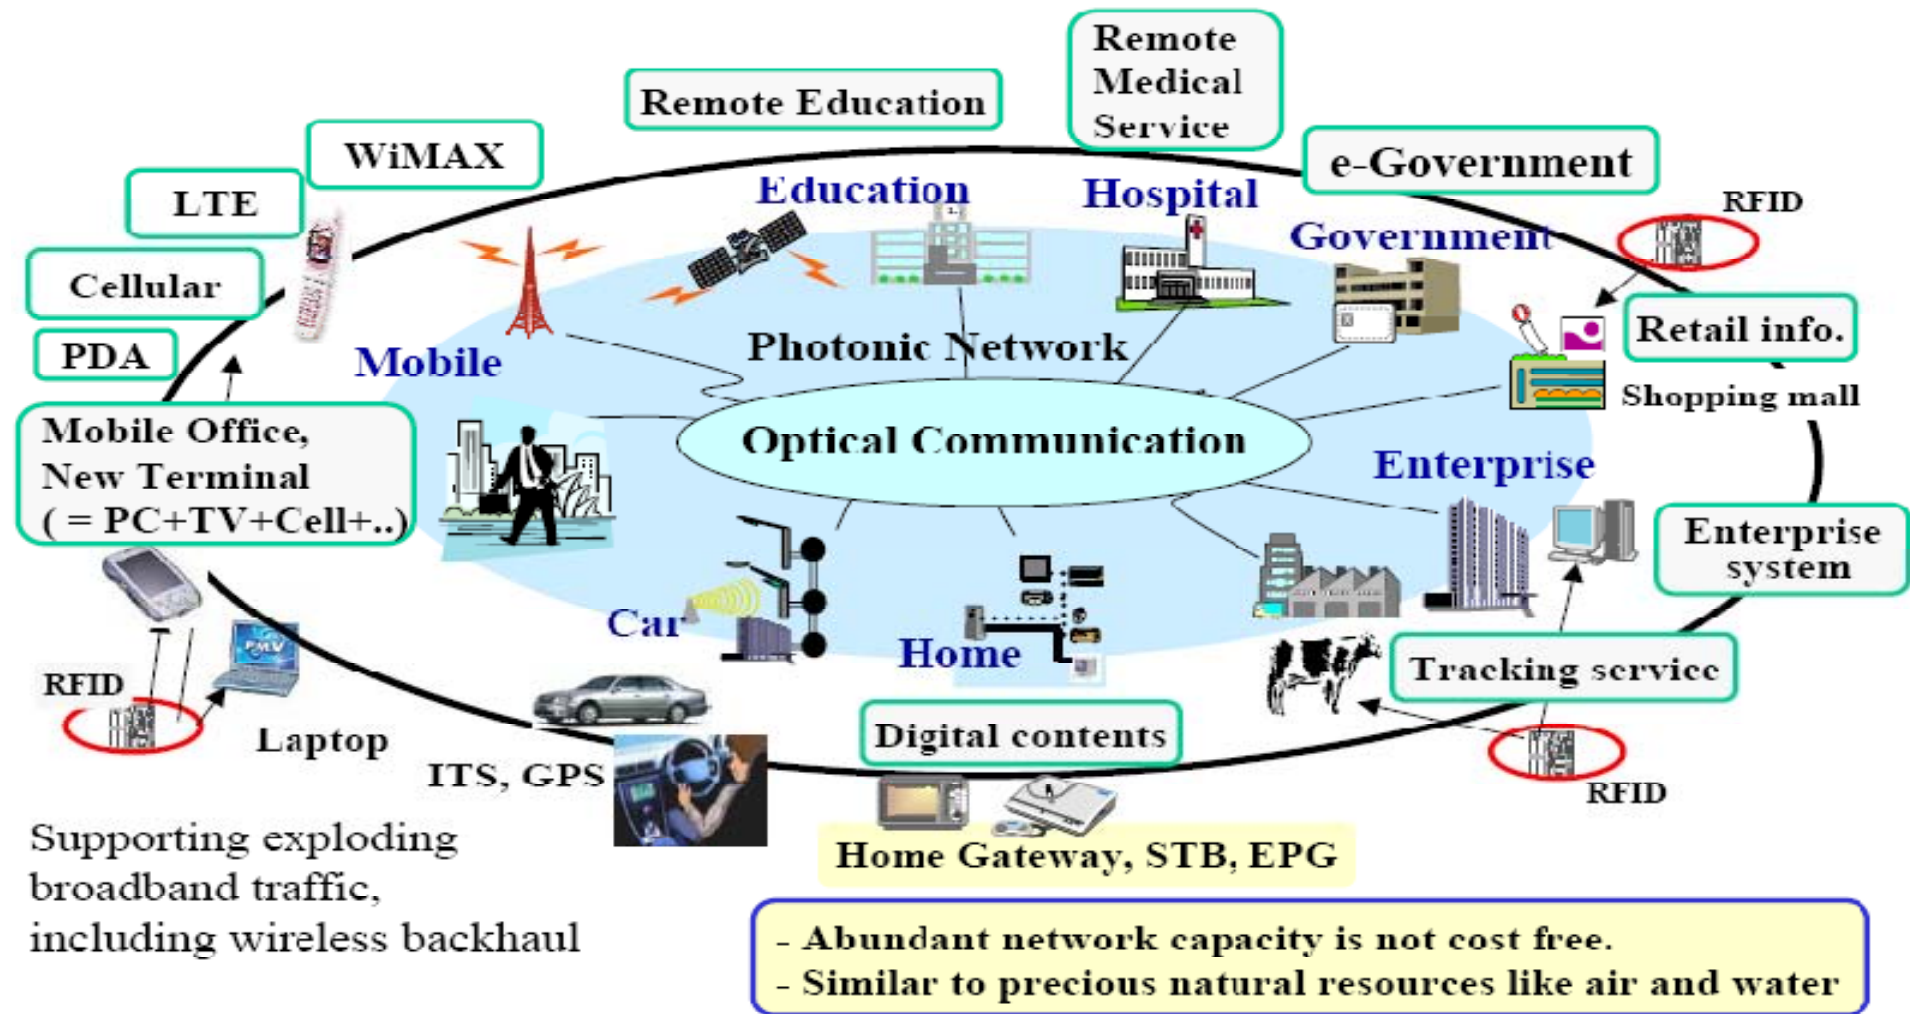 Remote
Medical
Service
Remote Education
WiMAX
e-Government
LTE
Education
Hospital
RFID
Government
Cellular
Retail info.
PDA
Mobile
Photonic Network
Shopping mall
Mobile Office,
New Terminal
( = PC+TV+Cell+..)
Optical Communication
Enterprise
Enterprise
system
Car
Home
Tracking service
RFID
Laptop
Digital contents
ITS, GPS
RFID
Supporting exploding
broadband traffic,
including wireless backhaul
Home Gateway, STB, EPG
- Abundant network capacity is not cost free.
- Similar to precious natural resources like air and water